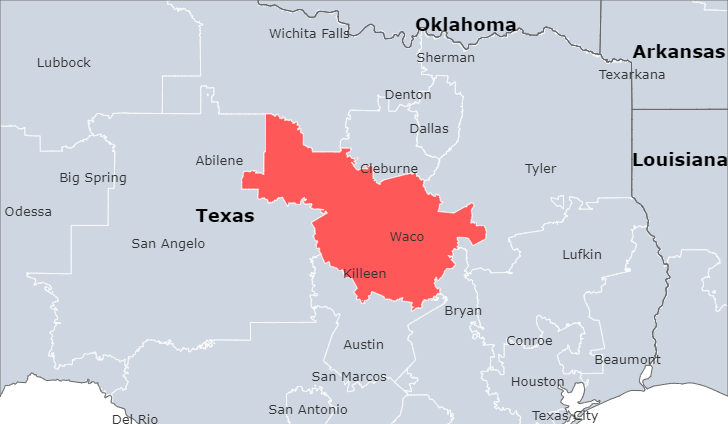 Oklahoma
Wichita Falls
Arkansas
Sherman
Lubbock
Texarkana
Denton
Dallas
Louisiana
Abilene
Cleburne
Tyler
Big Spring
Odessa
Texas
Waco
San Angelo
Lufkin
Killeen
Bryan
Austin
Conroe
Beaumont
San Marcos
Houston
San Antonio
Texas City
Del Rio